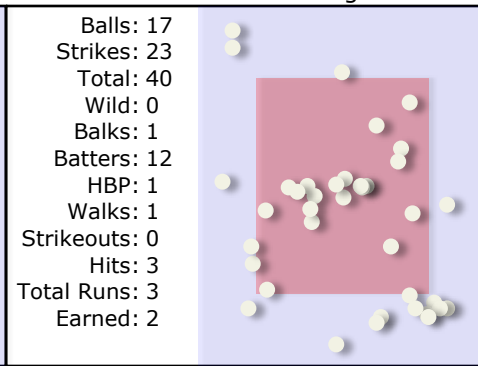 Balls: 17
Strikes: 23
Total: 40
Wild: 0
Balks: 1
Batters: 12
HBP: 1
Walks: 1
Strikeouts: 0
Hits: 3
Total Runs: 3
Earned: 2